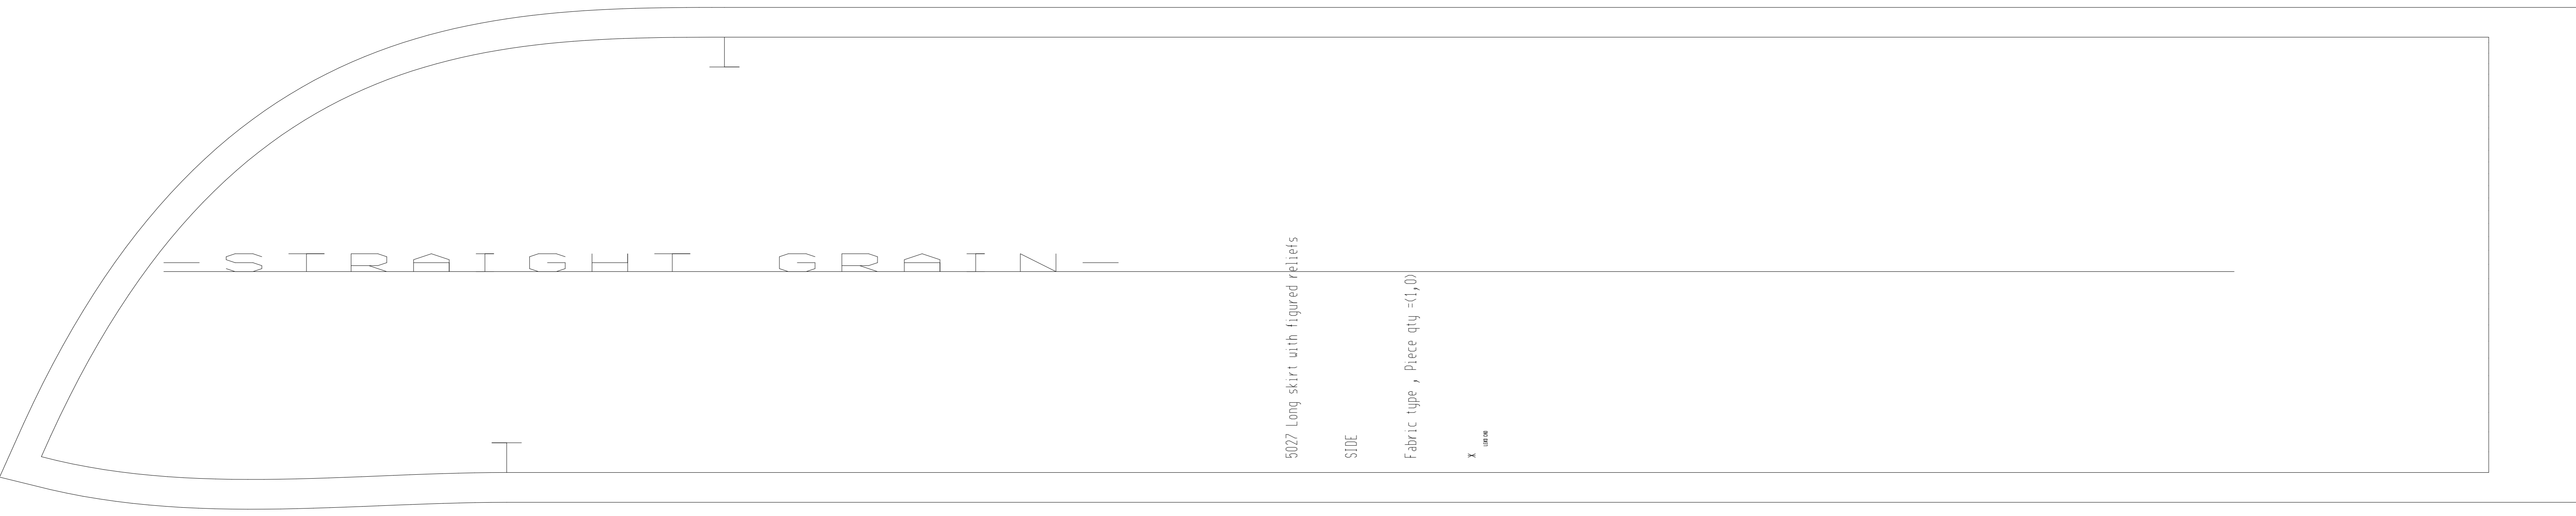 - STRAIGHT GRAIN -
5027 Long skirt with figured reliefs
SIDE
Fabric type , Piece qty =(1,0)